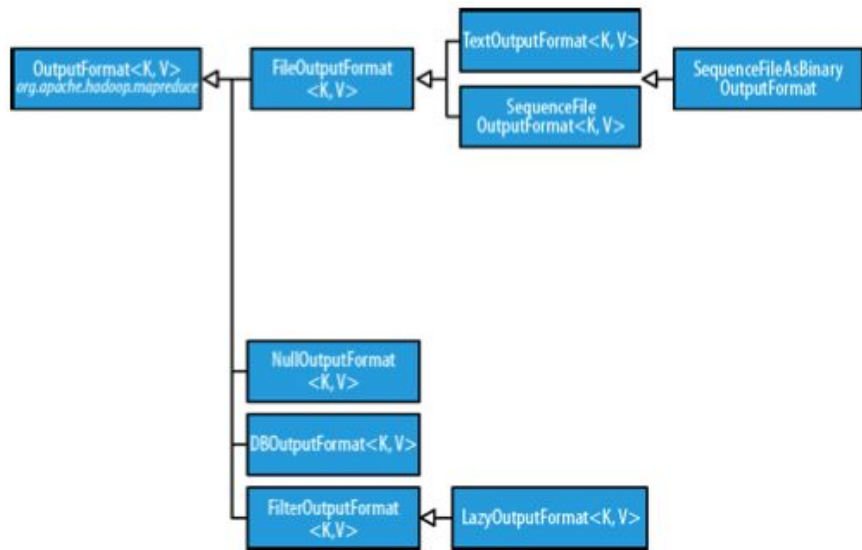 OutputFormat<K, V>
org.apache.hadoop.mapreduce
FileOutputFormat
<K, V>
TextOutputFormat<K, V>
SequenceFile
OutputFormat<K, V>
SequenceFileAsBinary
OutputFormat
NullOutputFormat
<K, V>
DBOutputFormat<K, V>
FilterOutputFormat
<K,V>
LazyOutputFormat<K, V>